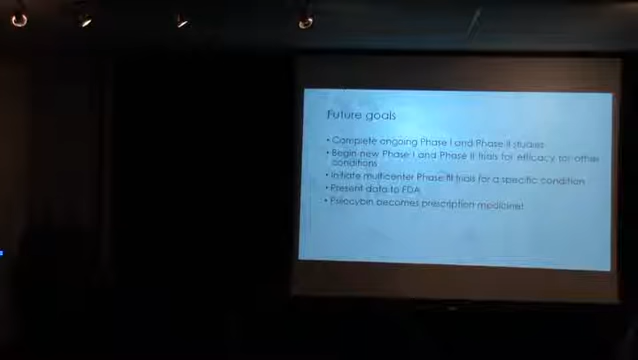 Future goals
• Complete ongoing Phase I and Phase II studies
• Begin new Phase I and Phase II trials for efficacy for other
conditions
• Initiate multicenter Phase III trials for a specific condition
• Present data to FDA
• Psilocybin becomes prescription medicine!